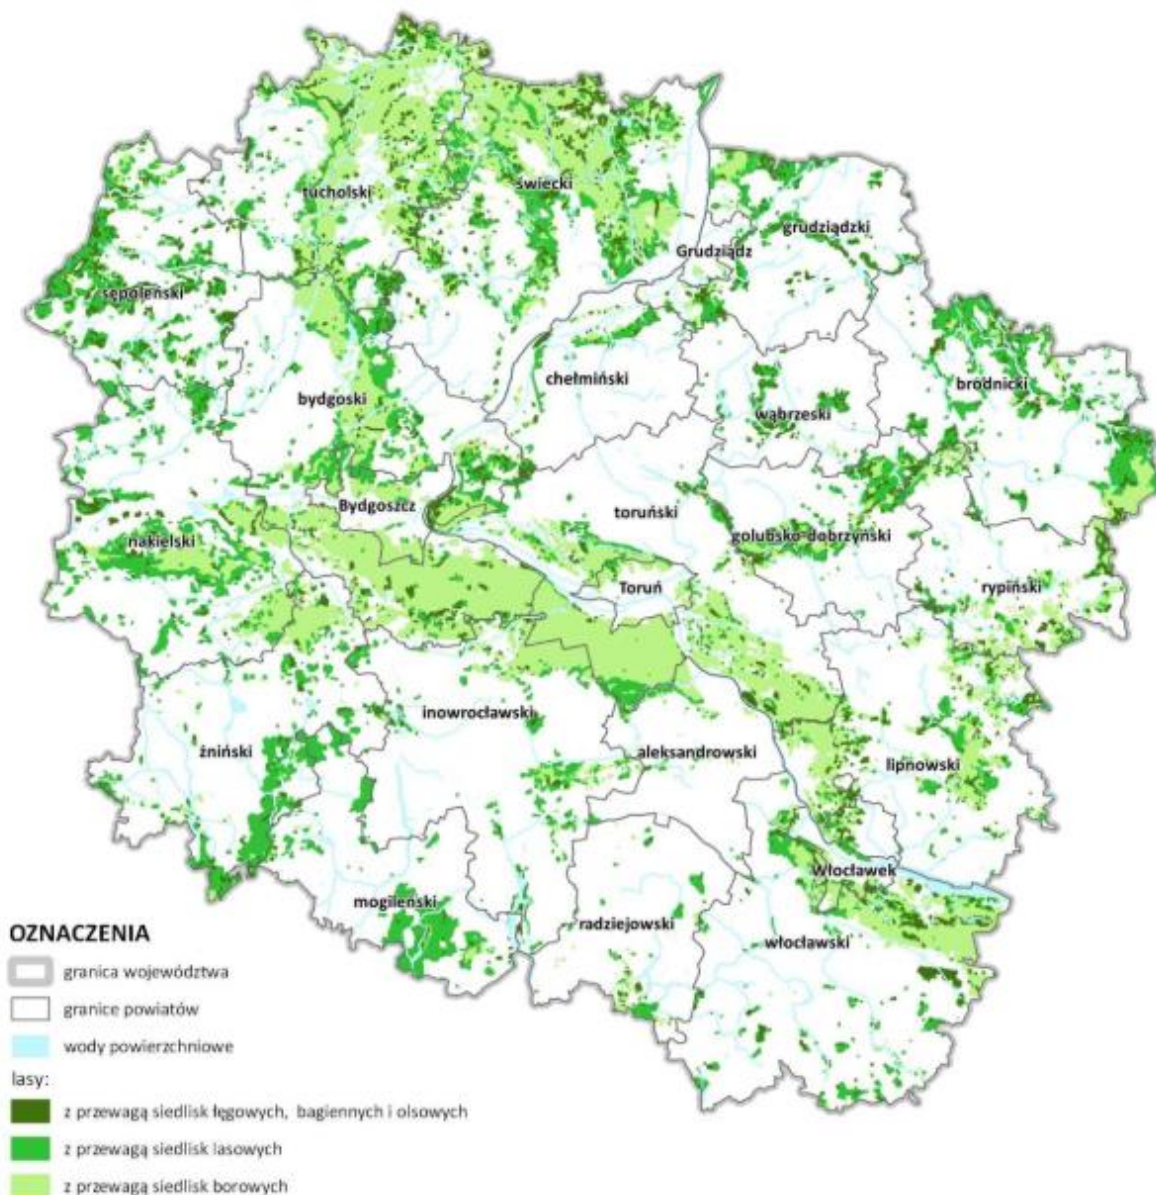 tucholski
świecki
Grudziądz
grudziądzki
sępoleński
bydgoski
chełmiński
wąbrzeski
brodnicki
Bydgoszcz
toruński
golubsko-dobrzyński
nakielski
Toruń
rypiński
inowrocławski
żniński
aleksandrowski
lipnowski
Włocławek
mogileński
radziejowski
włocławski
OZNACZENIA
granica województwa
granice powiatów
wody powierzchniowe
lasy:
z przewagą siedlisk łęgowych, bagiennych i olsowych
z przewagą siedlisk lasowych
z przewagą siedlisk borowych